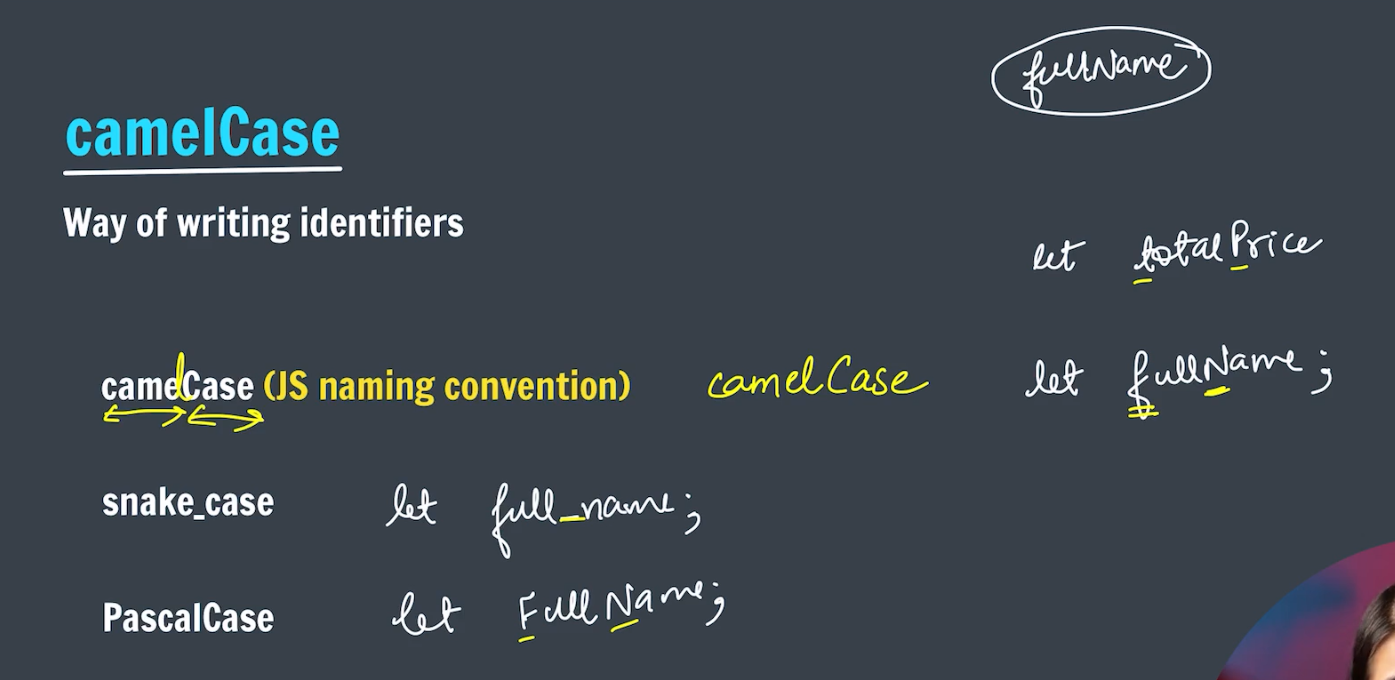 fullName
camelCase
Way of writing identifiers
let totalPrice
camelCase (JS naming convention) camelCase let fullName;
snake_case let full_name;
PascalCase let FullName;